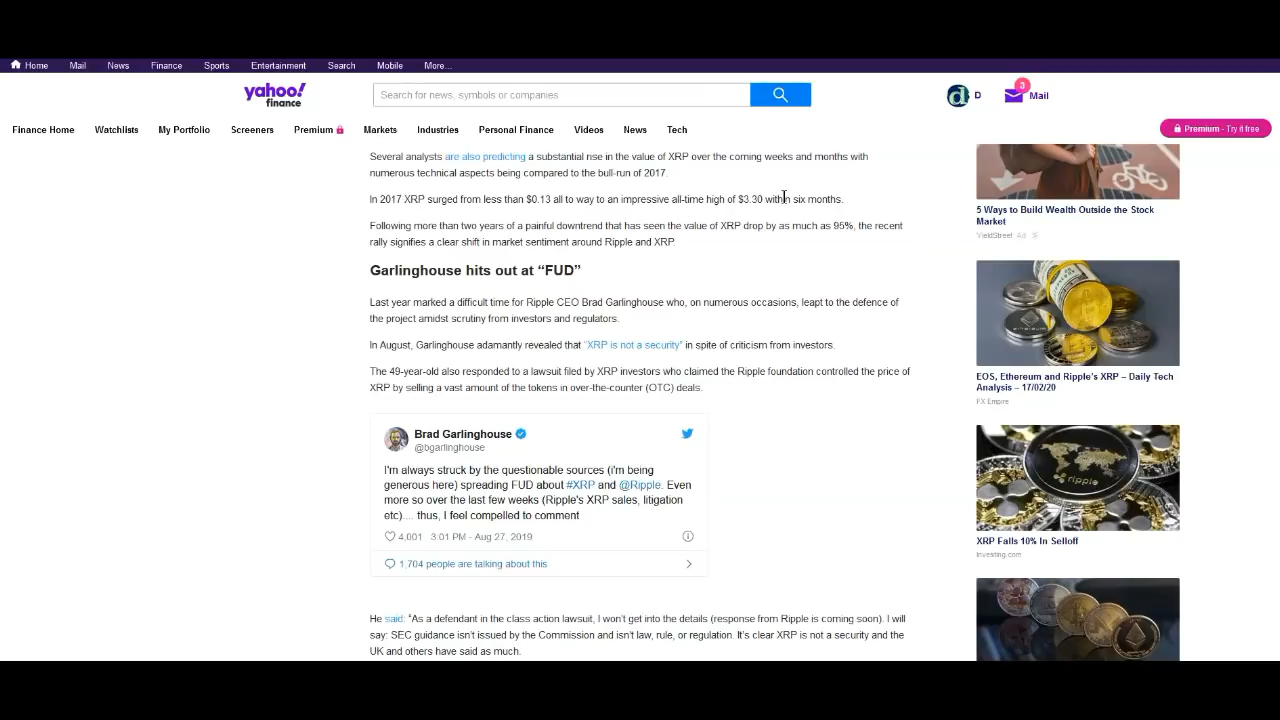 Home Mail News Finance Sports Entertainment Search Mobile More...
yahoo!
finance
Search for news, symbols or companies
D
3
Mail
Finance Home Watchlists My Portfolio Screeners Premium Markets Industries Personal Finance Videos News Tech
Premium - Try it free
Several analysts are also predicting a substantial rise in the value of XRP over the coming weeks and months with
numerous technical aspects being compared to the bull-run of 2017.
In 2017 XRP surged from less than $0.13 all to way to an impressive all-time high of $3.30 within six months.
Following more than two years of a painful downtrend that has seen the value of XRP drop by as much as 95%, the recent
rally signifies a clear shift in market sentiment around Ripple and XRP.
Garlinghouse hits out at “FUD”
Last year marked a difficult time for Ripple CEO Brad Garlinghouse who, on numerous occasions, leapt to the defence of
the project amidst scrutiny from investors and regulators.
In August, Garlinghouse adamantly revealed that “XRP is not a security” in spite of criticism from investors.
The 49-year-old also responded to a lawsuit filed by XRP investors who claimed the Ripple foundation controlled the price of
XRP by selling a vast amount of the tokens in over-the-counter (OTC) deals.
Brad Garlinghouse
@bgarlinghouse
I'm always struck by the questionable sources (i'm being
generous here) spreading FUD about #XRP and @Ripple. Even
more so over the last few weeks (Ripple's XRP sales, litigation
etc).... thus, I feel compelled to comment
4,001 3:01 PM - Aug 27, 2019
1,704 people are talking about this
He said: “As a defendant in the class action lawsuit, I won't get into the details (response from Ripple is coming soon). I will
say: SEC guidance isn't issued by the Commission and isn't law, rule, or regulation. It's clear XRP is not a security and the
UK and others have said as much.
5 Ways to Build Wealth Outside the Stock
Market
YieldStreet Ad
EOS, Ethereum and Ripple's XRP – Daily Tech
Analysis – 17/02/20
FX Empire
ripple
XRP Falls 10% In Selloff
Investing.com